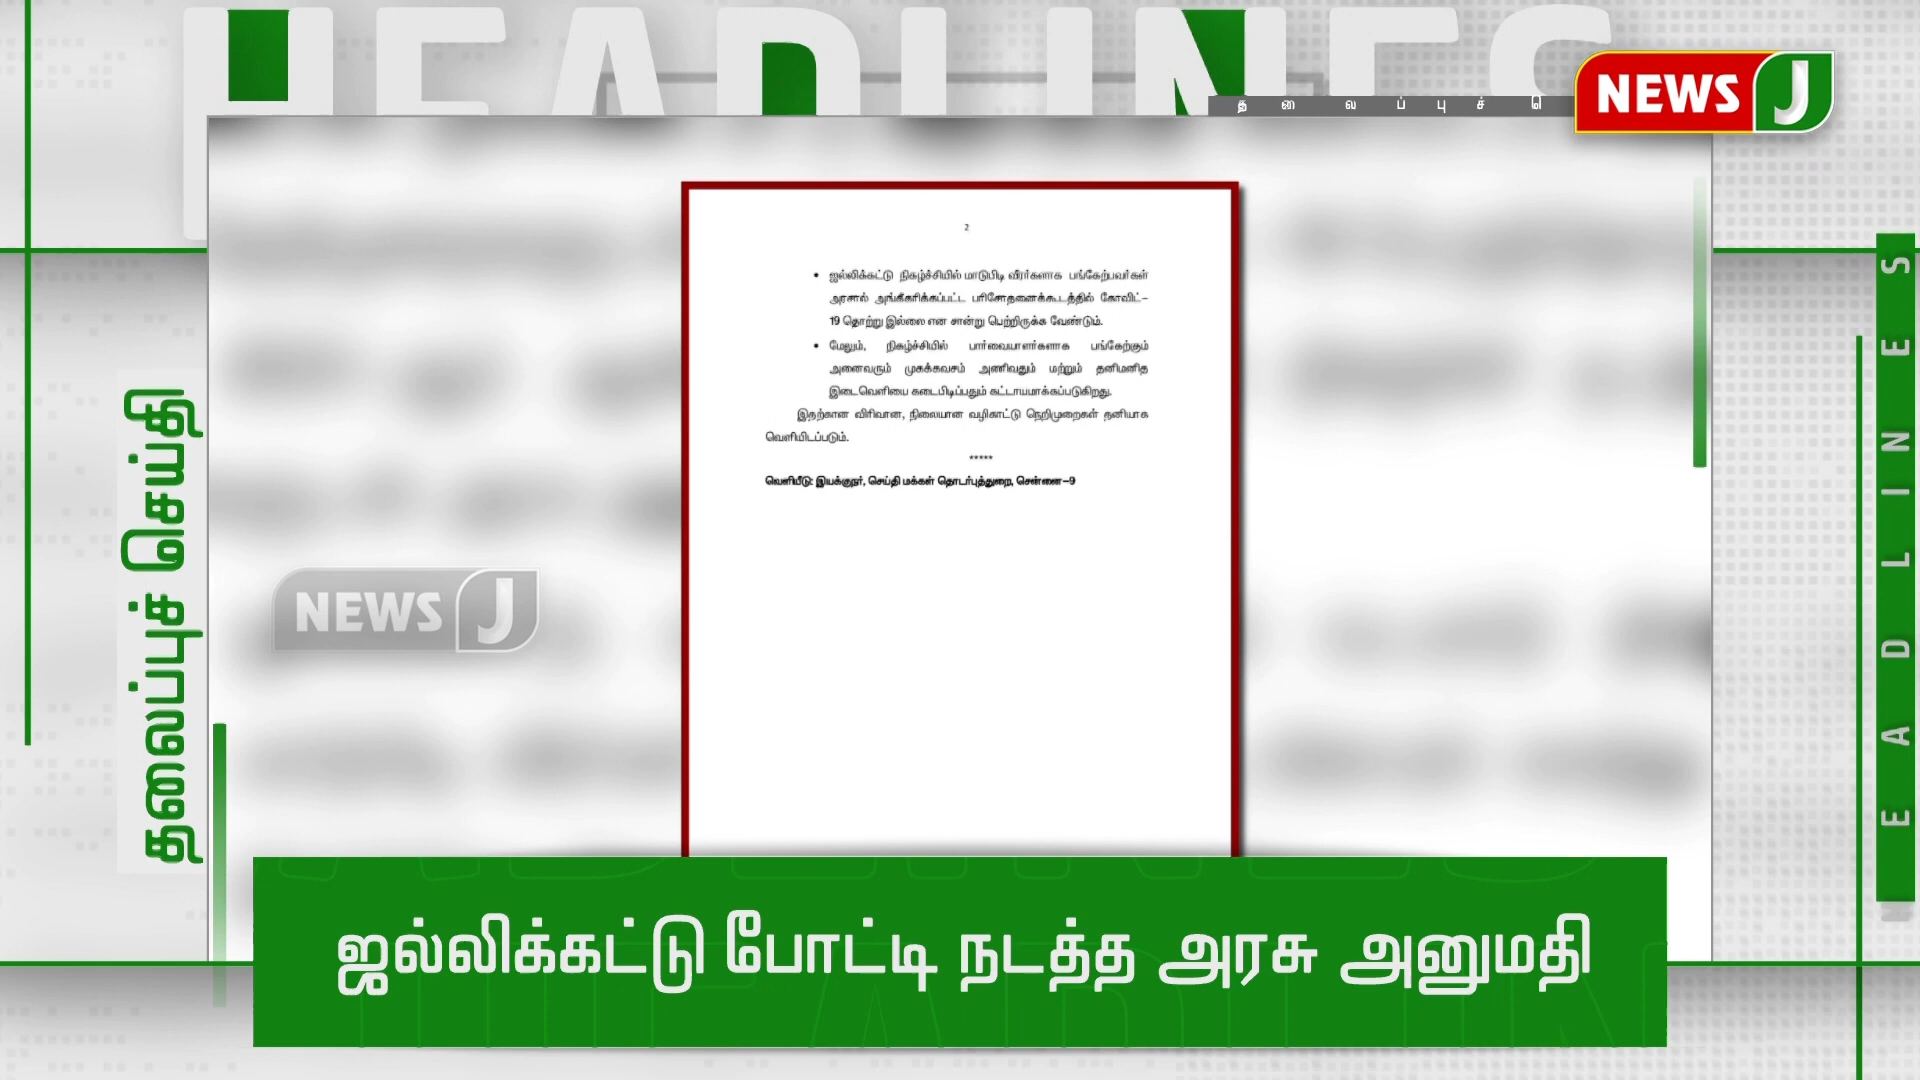 HEADLINES
தலைப்புச் செ
NEWS J
2
• ஜல்லிக்கட்டு நிகழ்ச்சியில் மாடுபிடி வீரர்களாக பங்கேற்பவர்கள்
அரசால் அங்கீகரிக்கப்பட்ட பரிசோதனைக்கூடத்தில் கோவிட்–
19 தொற்று இல்லை என சான்று பெற்றிருக்க வேண்டும்.
• மேலும், நிகழ்ச்சியில் பார்வையாளர்களாக பங்கேற்கும்
அனைவரும் முகக்கவசம் அணிவதும் மற்றும் தனிமனித
இடைவெளியை கடைபிடிப்பதும் கட்டாயமாக்கப்படுகிறது.
இதற்கான விரிவான, நிலையான வழிகாட்டு நெறிமுறைகள் தனியாக
வெளியிடப்படும்.
*****
வெளியீடு: இயக்குநர், செய்தி மக்கள் தொடர்புத்துறை, சென்னை–9
NEWS J
தலைப்புச் செய்தி
EADLINES
ஜல்லிக்கட்டு போட்டி நடத்த அரசு அனுமதி